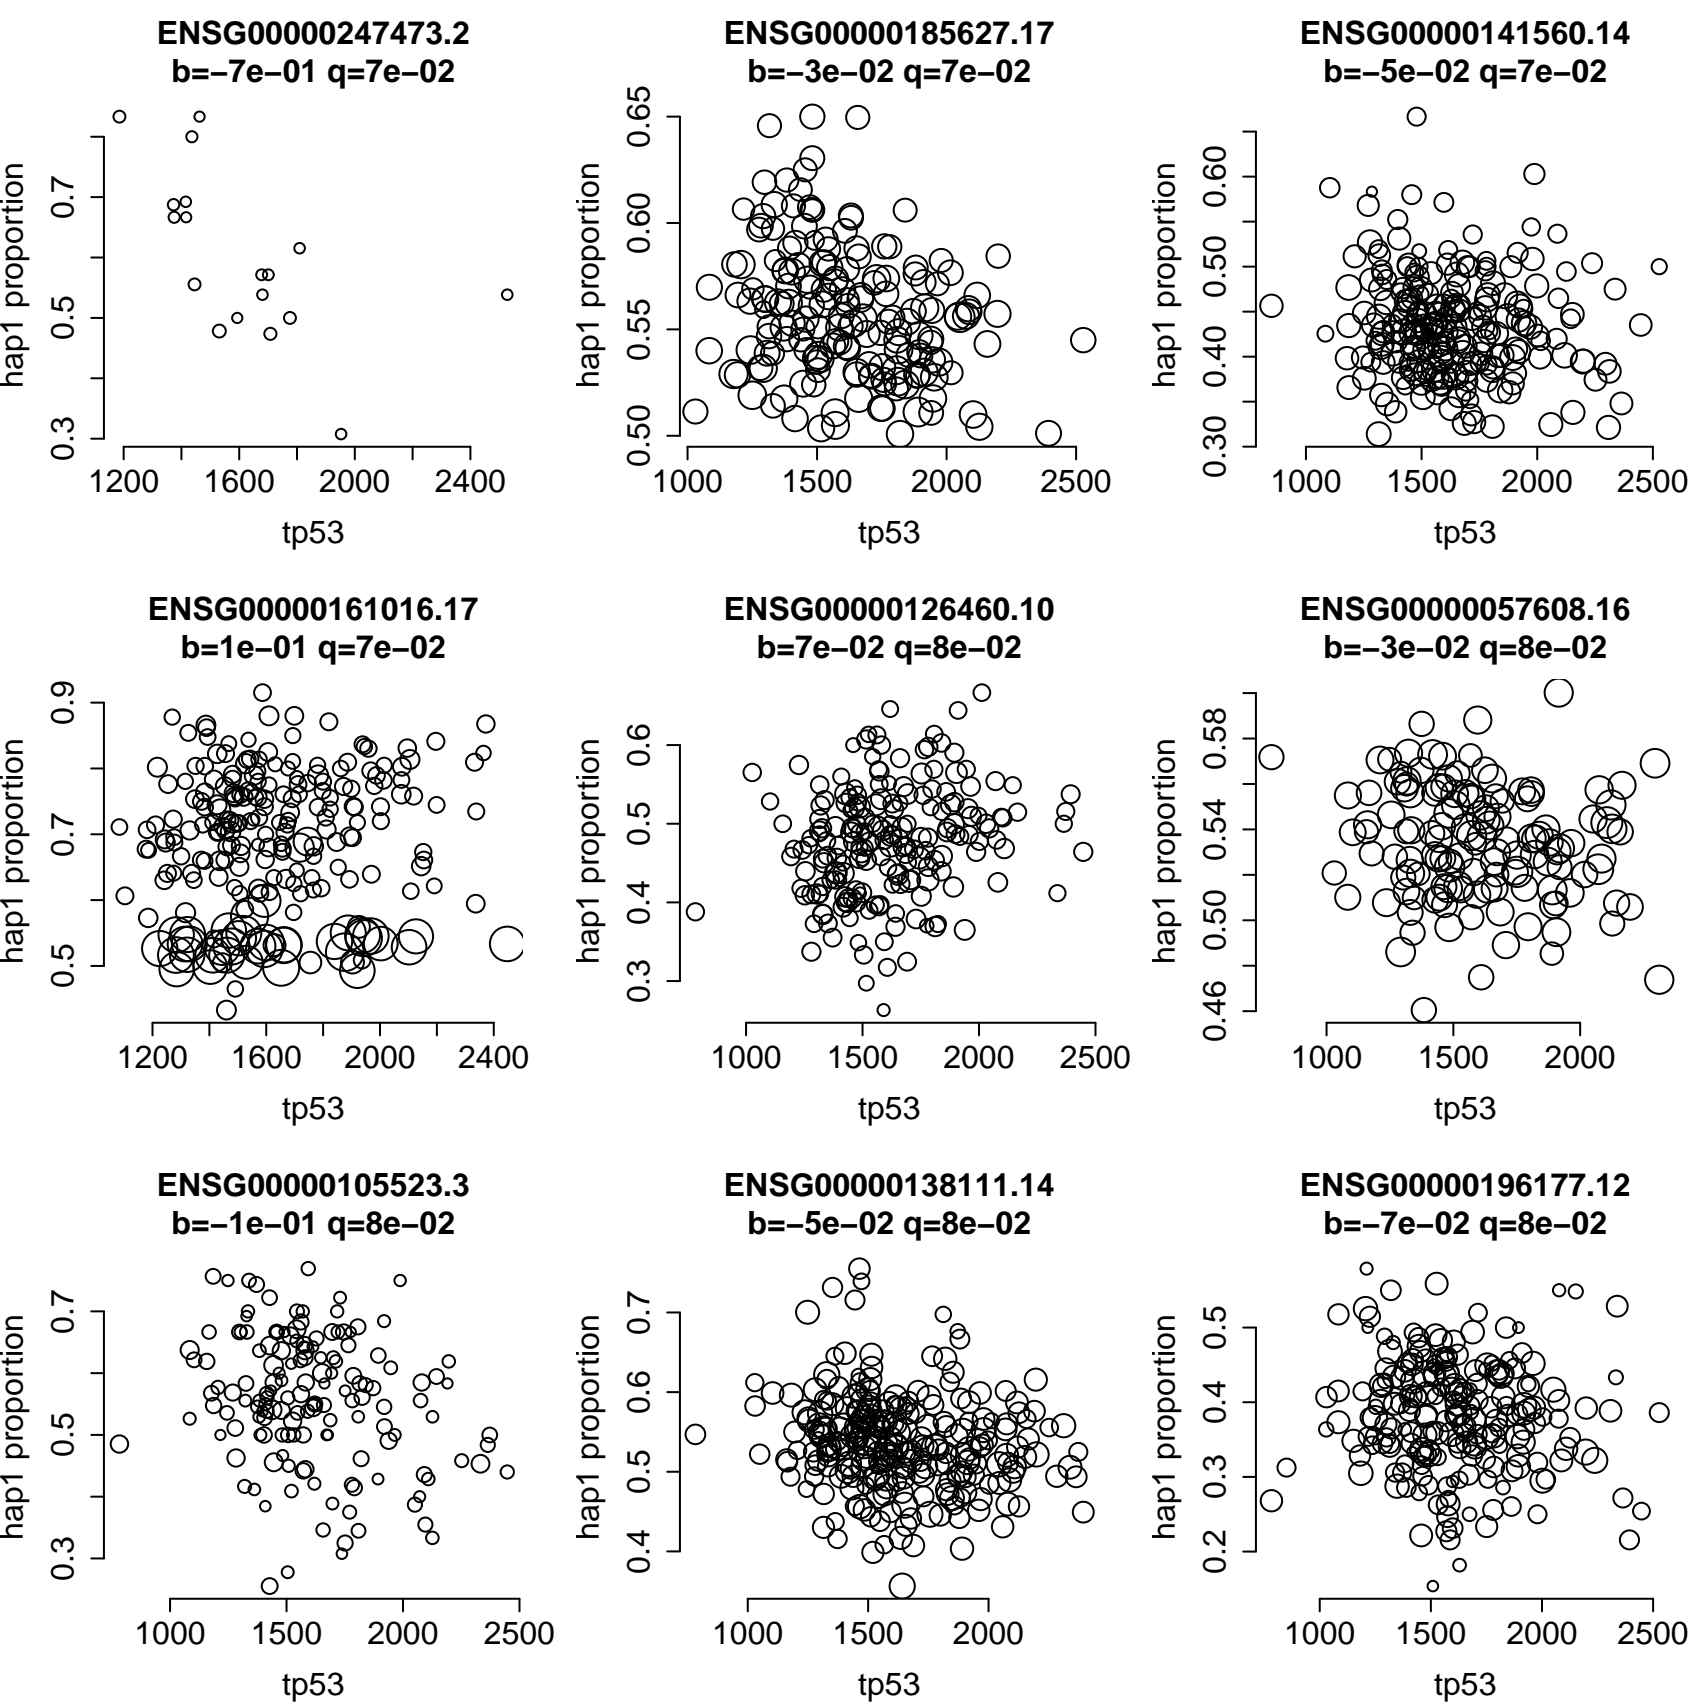 ENSG00000247473.2
b=−7e−01 q=7e−02
hap1 proportion
0.3 0.5 0.7
1200 1600 2000 2400
tp53
ENSG00000185627.17
b=−3e−02 q=7e−02
hap1 proportion
0.50 0.55 0.60 0.65
1000 1500 2000 2500
tp53
ENSG00000141560.14
b=−5e−02 q=7e−02
hap1 proportion
0.30 0.40 0.50 0.60
1000 1500 2000 2500
tp53
ENSG00000161016.17
b=1e−01 q=7e−02
hap1 proportion
0.5 0.7 0.9
1200 1600 2000 2400
tp53
ENSG00000126460.10
b=7e−02 q=8e−02
hap1 proportion
0.3 0.4 0.5 0.6
1000 1500 2000 2500
tp53
ENSG00000057608.16
b=−3e−02 q=8e−02
hap1 proportion
0.46 0.50 0.54 0.58
1000 1500 2000
tp53
ENSG00000105523.3
b=−1e−01 q=8e−02
hap1 proportion
0.3 0.5 0.7
1000 1500 2000 2500
tp53
ENSG00000138111.14
b=−5e−02 q=8e−02
hap1 proportion
0.4 0.5 0.6 0.7
1000 1500 2000
tp53
ENSG00000196177.12
b=−7e−02 q=8e−02
hap1 proportion
0.2 0.3 0.4 0.5
1000 1500 2000 2500
tp53